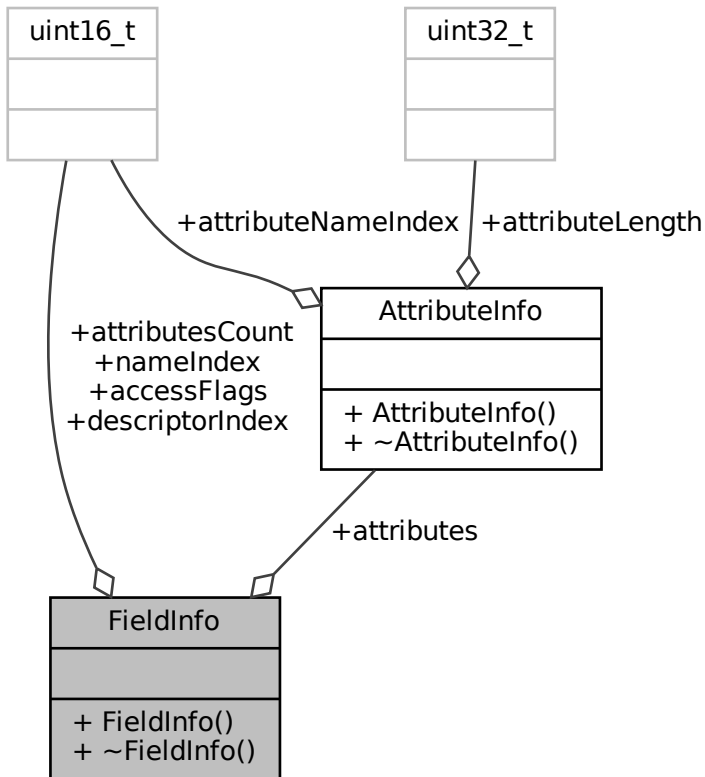 uint16_t
uint32_t
+attributeNameIndex
+attributeLength
AttributeInfo
+attributesCount
+nameIndex
+accessFlags
+descriptorIndex
+ AttributeInfo()
+ ~AttributeInfo()
+attributes
FieldInfo
+ FieldInfo()
+ ~FieldInfo()